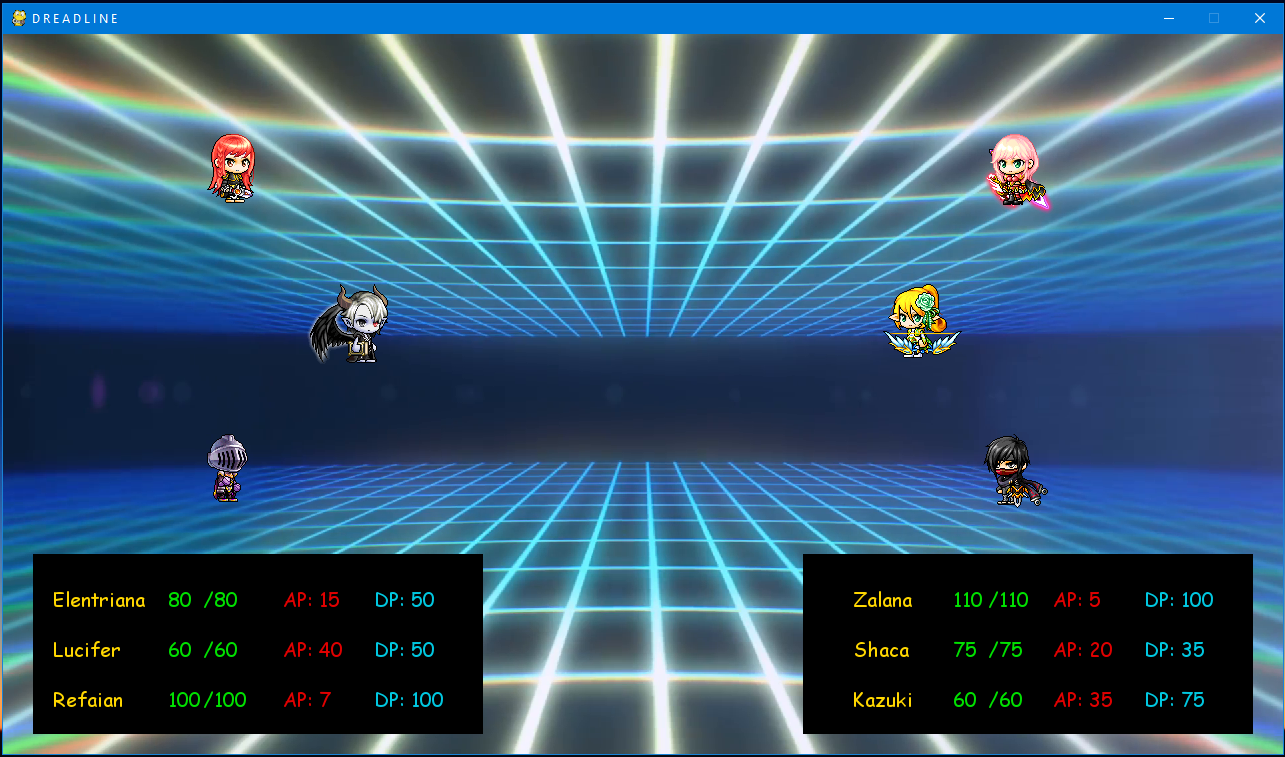 DREADLINE
Elentriana 80 /80 AP: 15 DP: 50
Lucifer 60 /60 AP: 40 DP: 50
Refaian 100/100 AP: 7 DP: 100
Zalana 110 /110 AP: 5 DP: 100
Shaca 75 /75 AP: 20 DP: 35
Kazuki 60 /60 AP: 35 DP: 75